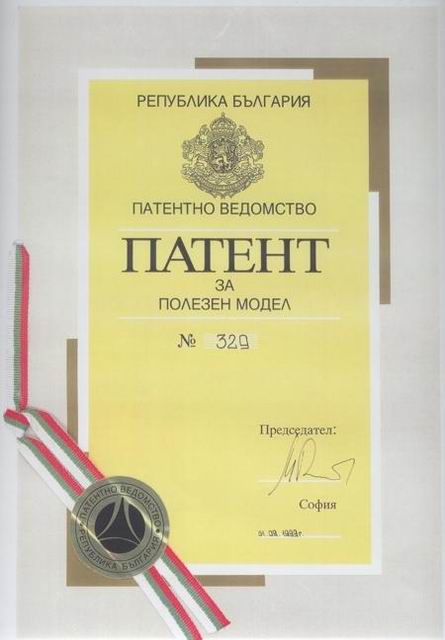 РЕПУБЛИКА БЪЛГАРИЯ
ПАТЕНТНО ВЕДОМСТВО
ПАТЕНТ
ЗА
ПОЛЕЗЕН МОДЕЛ
№ 329
Председател:
София
ПАТЕНТНО ВЕДОМСТВО
РЕПУБЛИКА БЪЛГАРИЯ